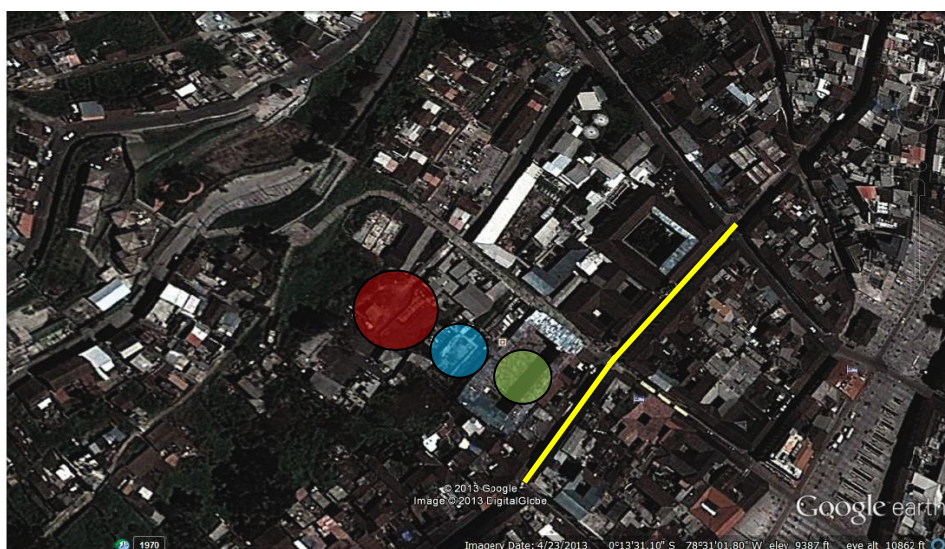 © 2013 Google
Image © 2013 DigitalGlobe
Google earth
1970
Imagery Date: 4/23/2013 0°13'31.10" S 78°31'01.80" W elev 9387 ft eye alt 10862 ft